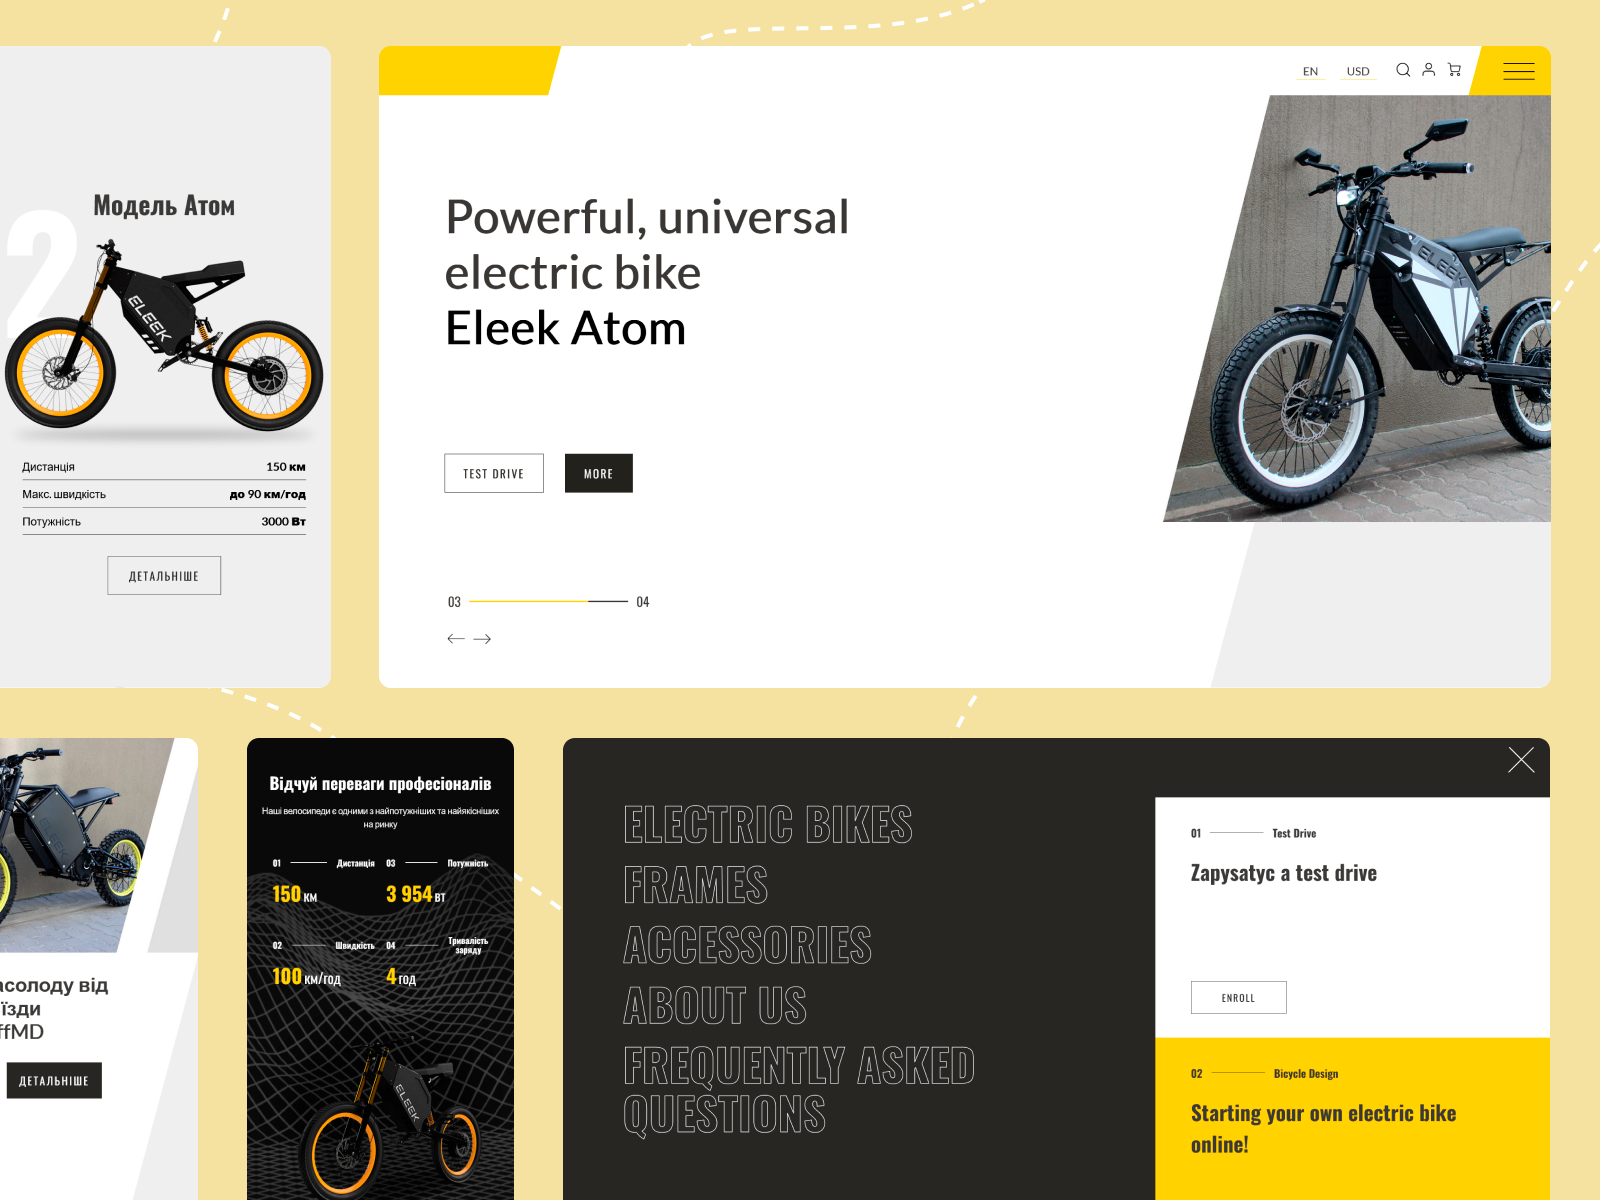 2
Модель Атом
ELEEK
Дистанція 150 км
Макс. швидкість до 90 км/год
Потужність 3000 Вт
ДЕТАЛЬНІШЕ
EN USD
Powerful, universal
electric bike
Eleek Atom
TEST DRIVE MORE
03 04
ELEEK
асолоду від
їзди
ffMD
ДЕТАЛЬНІШЕ
Відчуй переваги професіоналів
Наші велосипеди є одними з найпотужніших та найякісніших
на ринку
01 Дистанція 03 Потужність
150 КМ 3 954 ВТ
02 Швидкість 04 Тривалість
заряду
100 КМ/ГОД 4 ГОД
ELEEK
ELECTRIC BIKES
FRAMES
ACCESSORIES
ABOUT US
FREQUENTLY ASKED
QUESTIONS
01 Test Drive
Zapysatyc a test drive
ENROLL
02 Bicycle Design
Starting your own electric bike
online!